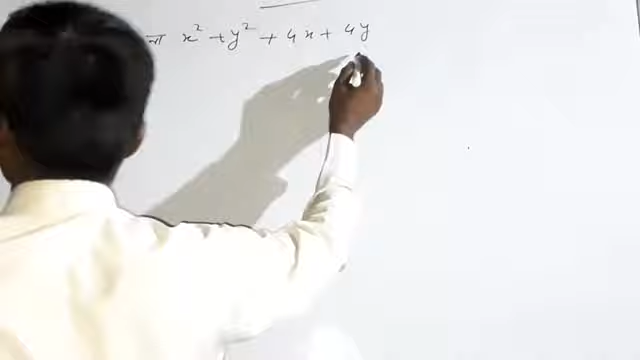 x² + y² + 4x + 4y